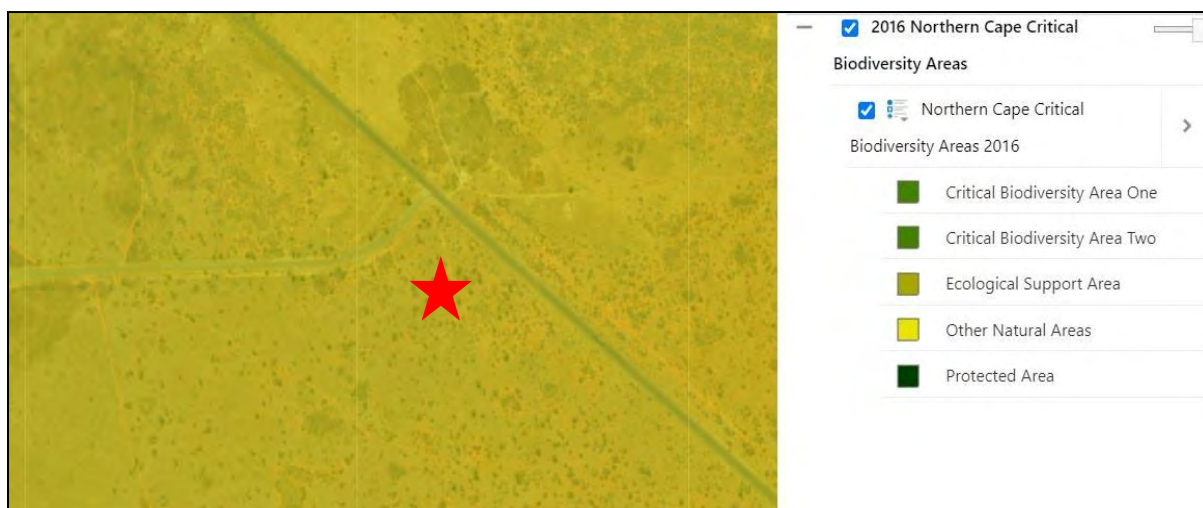 2016 Northern Cape Critical
Biodiversity Areas
Northern Cape Critical
Biodiversity Areas 2016
Critical Biodiversity Area One
Critical Biodiversity Area Two
Ecological Support Area
Other Natural Areas
Protected Area